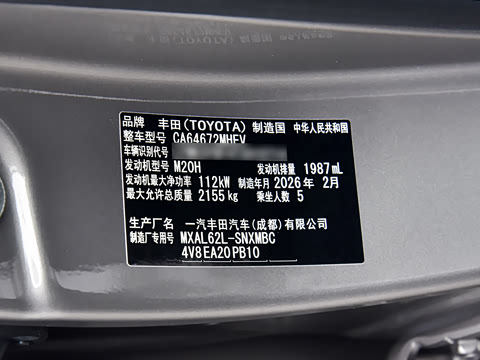 品牌 丰田(TOYOTA) 制造国 中华人民共和国
整车型号 CA64672MHEV
车辆识别代号
发动机型号 M20H 发动机排量 1987mL
发动机最大净功率 112kW 制造年月 2026 年 2月
最大允许总质量 2155kg 乘坐人数 5
生产厂名 一汽丰田汽车(成都)有限公司
制造厂专用号 MXAL62L-SNXMBC
4V8EA20PB10